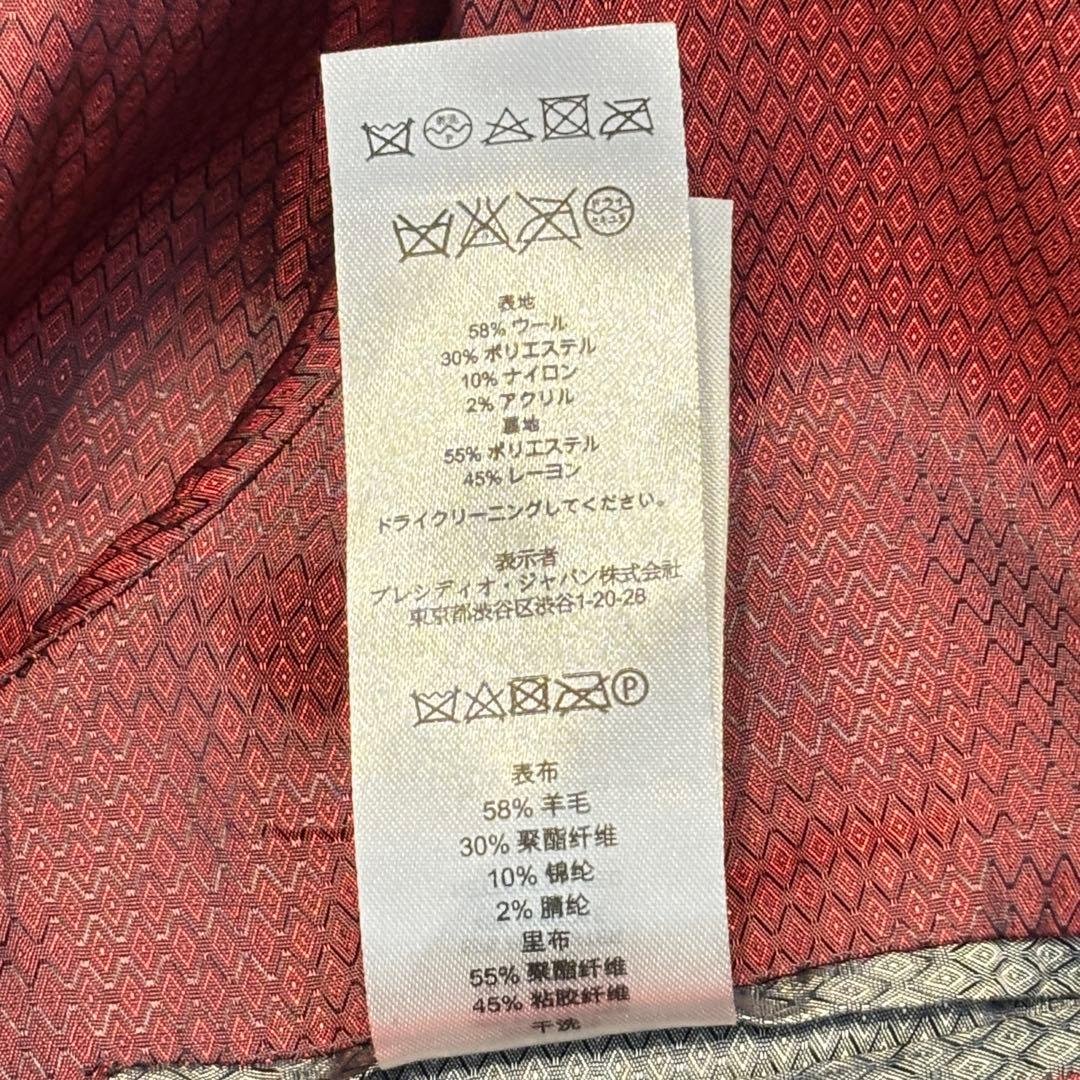 表地
58% ウール
30% ポリエステル
10% ナイロン
2% アクリル
裏地
55% ポリエステル
45% レーヨン
ドライクリーニングしてください。
表示者
プレシディオ・ジャパン株式会社
東京都渋谷区渋谷1-20-28
P
表布
58% 羊毛
30% 聚酯纤维
10% 锦纶
2% 腈纶
里布
55% 聚酯纤维
45% 粘胶纤维
干洗